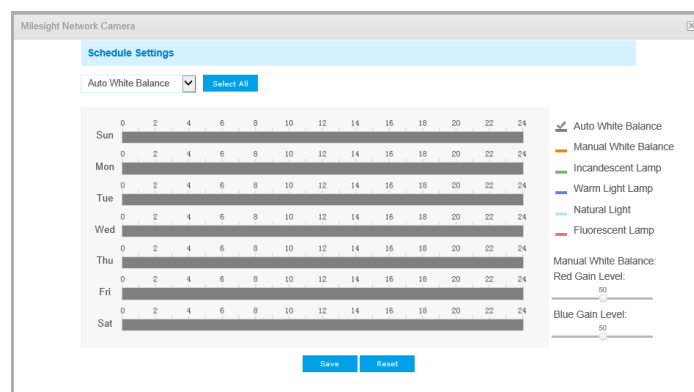 Milesight Network Camera
Schedule Settings
Auto White Balance Select All
0 2 4 6 8 10 12 14 16 18 20 22 24
Sun
0 2 4 6 8 10 12 14 16 18 20 22 24
Mon
0 2 4 6 8 10 12 14 16 18 20 22 24
Tue
0 2 4 6 8 10 12 14 16 18 20 22 24
Wed
0 2 4 6 8 10 12 14 16 18 20 22 24
Thu
0 2 4 6 8 10 12 14 16 18 20 22 24
Fri
0 2 4 6 8 10 12 14 16 18 20 22 24
Sat
Auto White Balance
Manual White Balance
Incandescent Lamp
Warm Light Lamp
Natural Light
Fluorescent Lamp
Manual White Balance:
Red Gain Level:
50
Blue Gain Level:
50
Save Reset